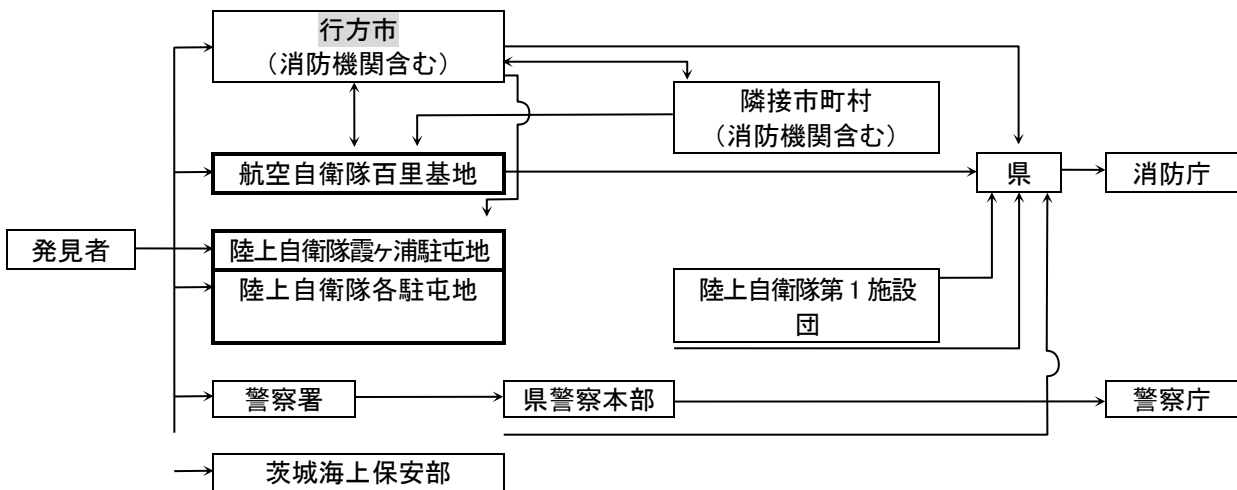 行方市
(消防機関含む)
隣接市町村
(消防機関含む)
航空自衛隊百里基地
県
消防庁
発見者
陸上自衛隊霞ヶ浦駐屯地
陸上自衛隊各駐屯地
陸上自衛隊第1施設
団
警察署
県警察本部
警察庁
茨城海上保安部